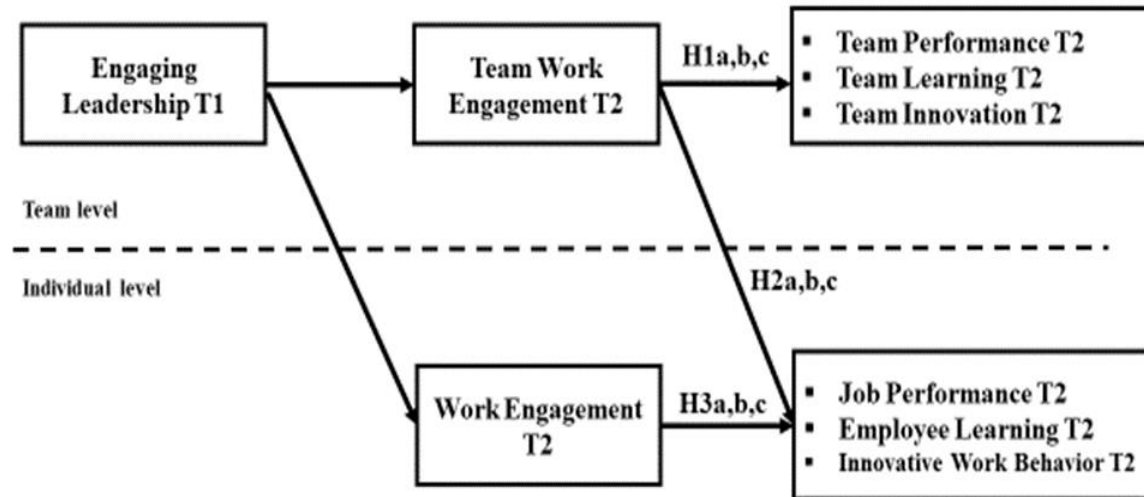 Engaging
Leadership T1
Team Work
Engagement T2
H1a,b,c
▪ Team Performance T2
▪ Team Learning T2
▪ Team Innovation T2
Team level
Individual level
H2a,b,c
Work Engagement
T2
H3a,b,c
▪ Job Performance T2
▪ Employee Learning T2
▪ Innovative Work Behavior T2